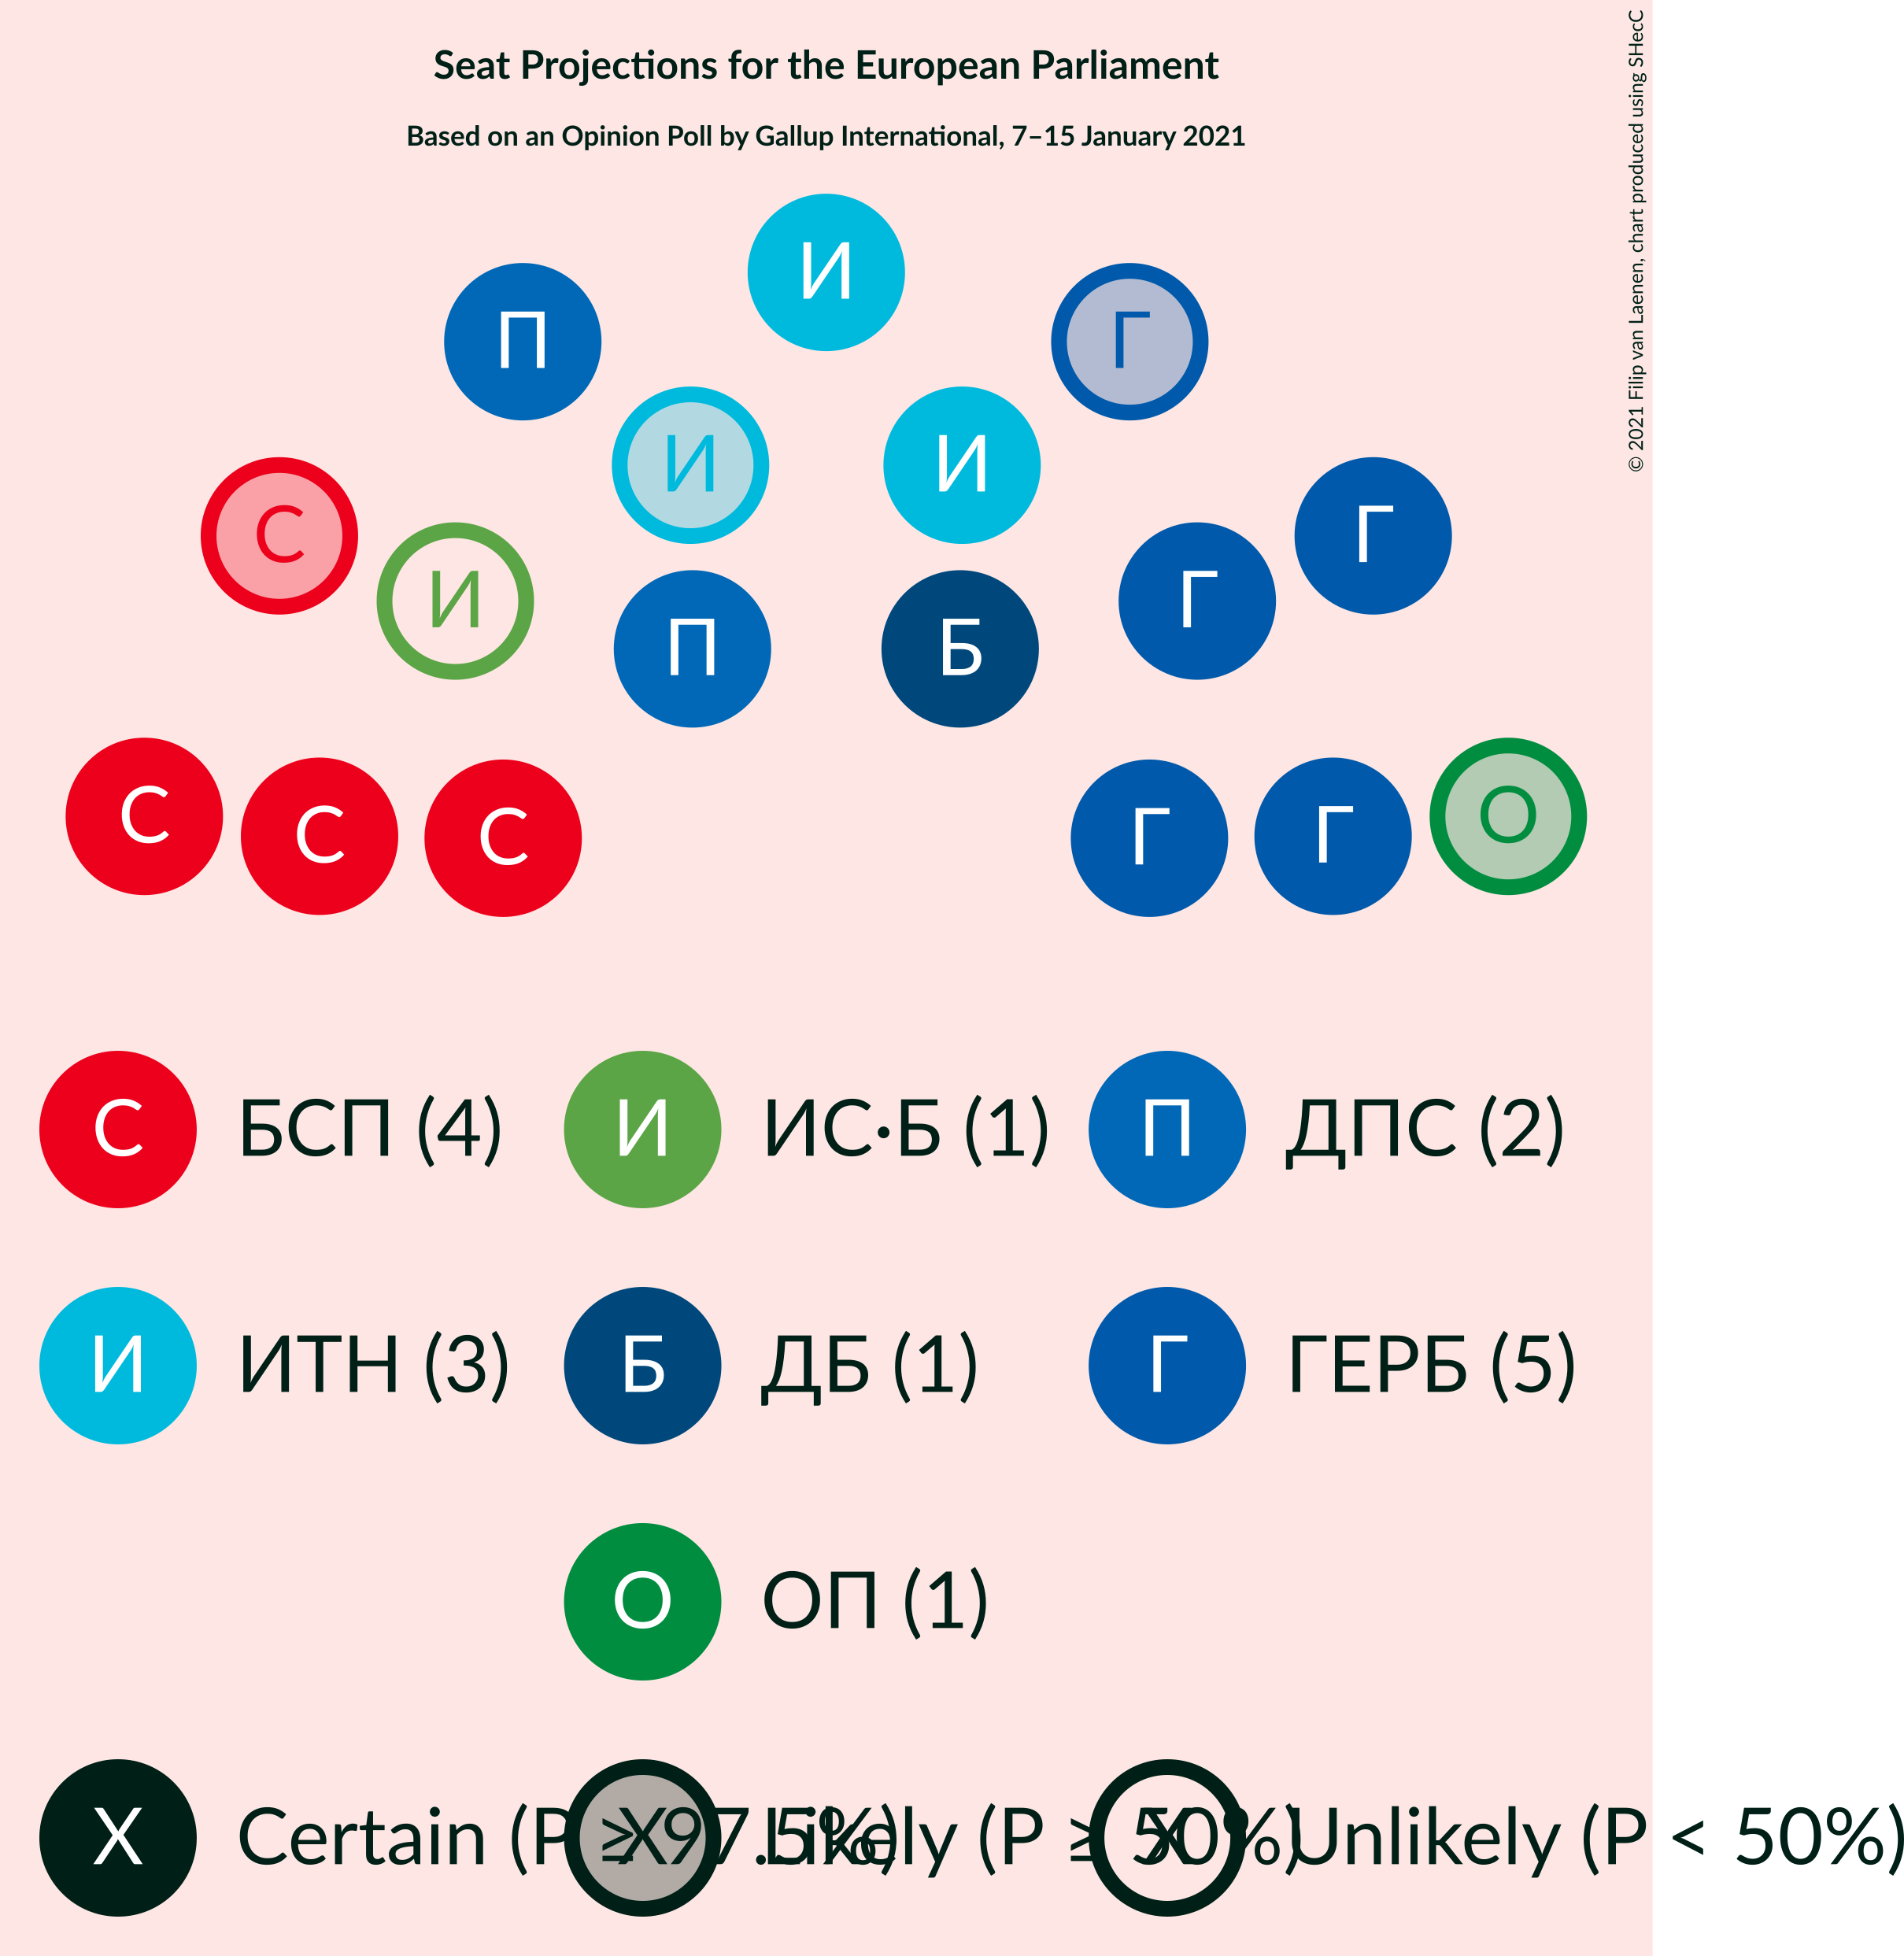 Seat Projections for the European Parliament
Based on an Opinion Poll by Gallup International, 7–15 January 2021
© 2021 Filip van Laenen, chart produced using SHecC
И
П
Г
И
И
С
Г
И
Г
П
Б
С
О
С
Г
С
Г
С БСП (4)
И ИС·Б (1)
П ДПС (2)
И ИТН (3)
Б ДБ (1)
Г ГЕРБ (5)
О ОП (1)
X Certain (P ≥ 97.5%)
X Likely (P ≥ 50%)
X Unlikely (P < 50%)